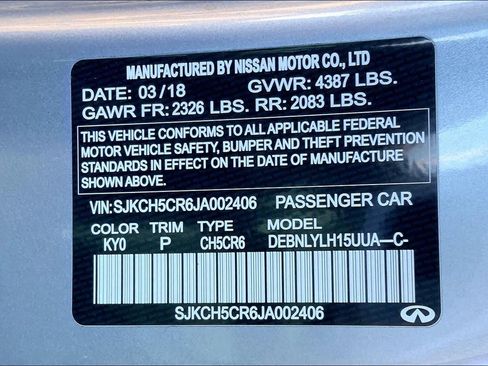 MANUFACTURED BY NISSAN MOTOR CO., LTD
DATE: 03/18 GVWR: 4387 LBS.
GAWR FR: 2326 LBS. RR: 2083 LBS.
THIS VEHICLE CONFORMS TO ALL APPLICABLE FEDERAL
MOTOR VEHICLE SAFETY, BUMPER AND THEFT PREVENTION
STANDARDS IN EFFECT ON THE DATE OF MANUFACTURE
SHOWN ABOVE.
VIN:SJKCH5CR6JA002406 PASSENGER CAR
COLOR TRIM TYPE MODEL
KY0 P CH5CR6 DEBNLYLH15UUA—C-
SJKCH5CR6JA002406